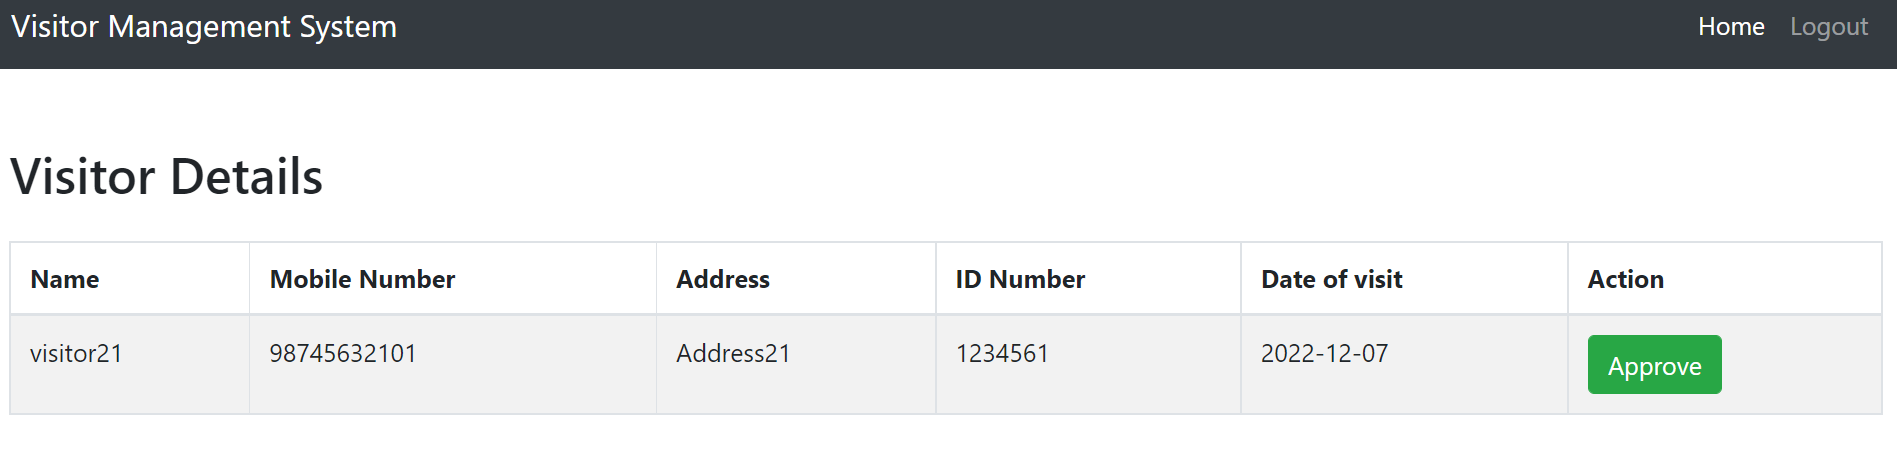 Visitor Management System Home Logout
Visitor Details
Name Mobile Number Address ID Number Date of visit Action
visitor21 98745632101 Address21 1234561 2022-12-07 Approve